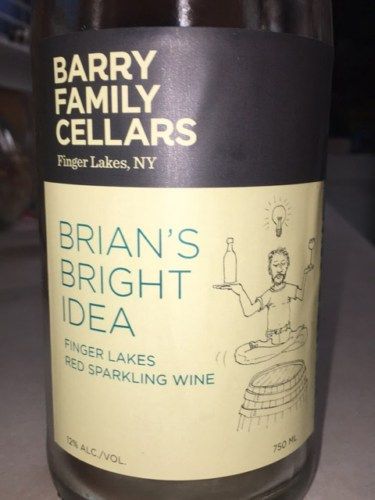 BARRY
FAMILY
CELLARS
Finger Lakes, NY
BRIAN'S
BRIGHT
IDEA
FINGER LAKES
RED SPARKLING WINE
12% ALC./VOL.
750 ML